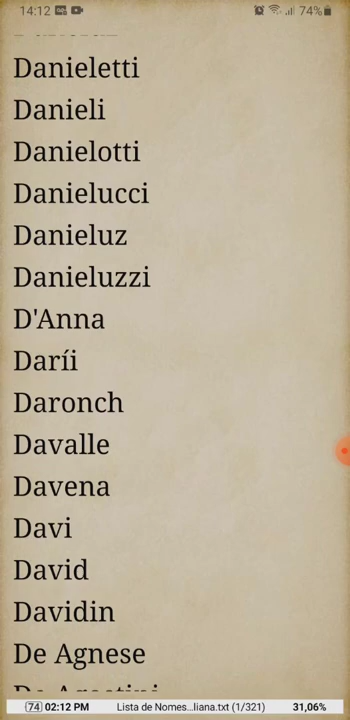 14:12 74%
Danieletti
Danieli
Danielotti
Danielucci
Danieluz
Danieluzzi
D'Anna
Daríi
Daronch
Davalle
Davena
Davi
David
Davidin
De Agnese
74 02:12 PM Lista de Nomes...liana.txt (1/321) 31,06%